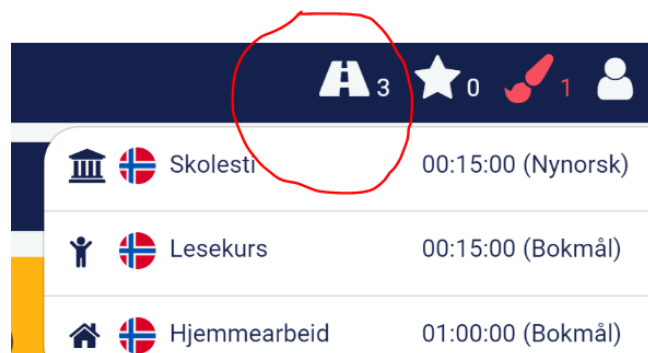 3 0 1
Skolesti 00:15:00 (Nynorsk)
Lesekurs 00:15:00 (Bokmål)
Hjemmearbeid 01:00:00 (Bokmål)